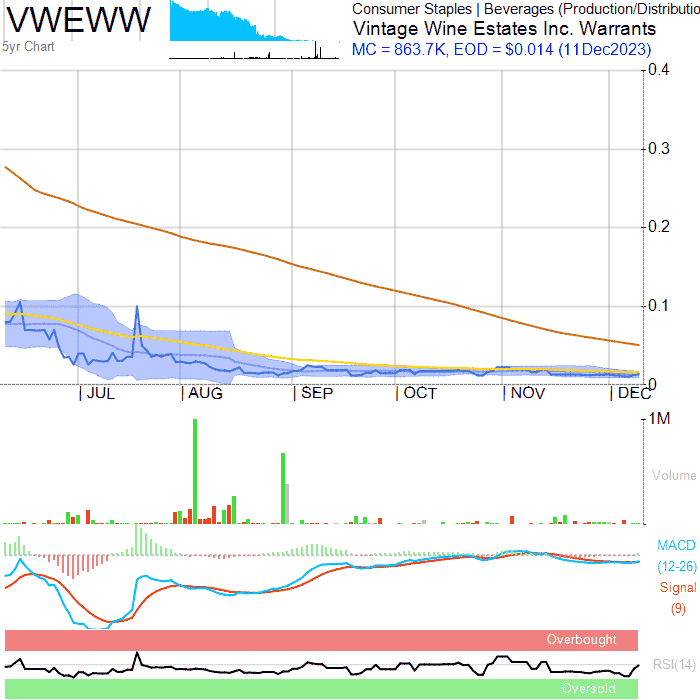 VWEWW
5yr Chart
Consumer Staples | Beverages (Production/Distributio
Vintage Wine Estates Inc. Warrants
MC = 863.7K, EOD = $0.014 (11Dec2023)
0.4
0.3
0.2
0.1
0
| JUL | AUG | SEP | OCT | NOV | DEC
1M
Volume
MACD
(12-26)
Signal
(9)
Overbought
RSI(14)
Oversold